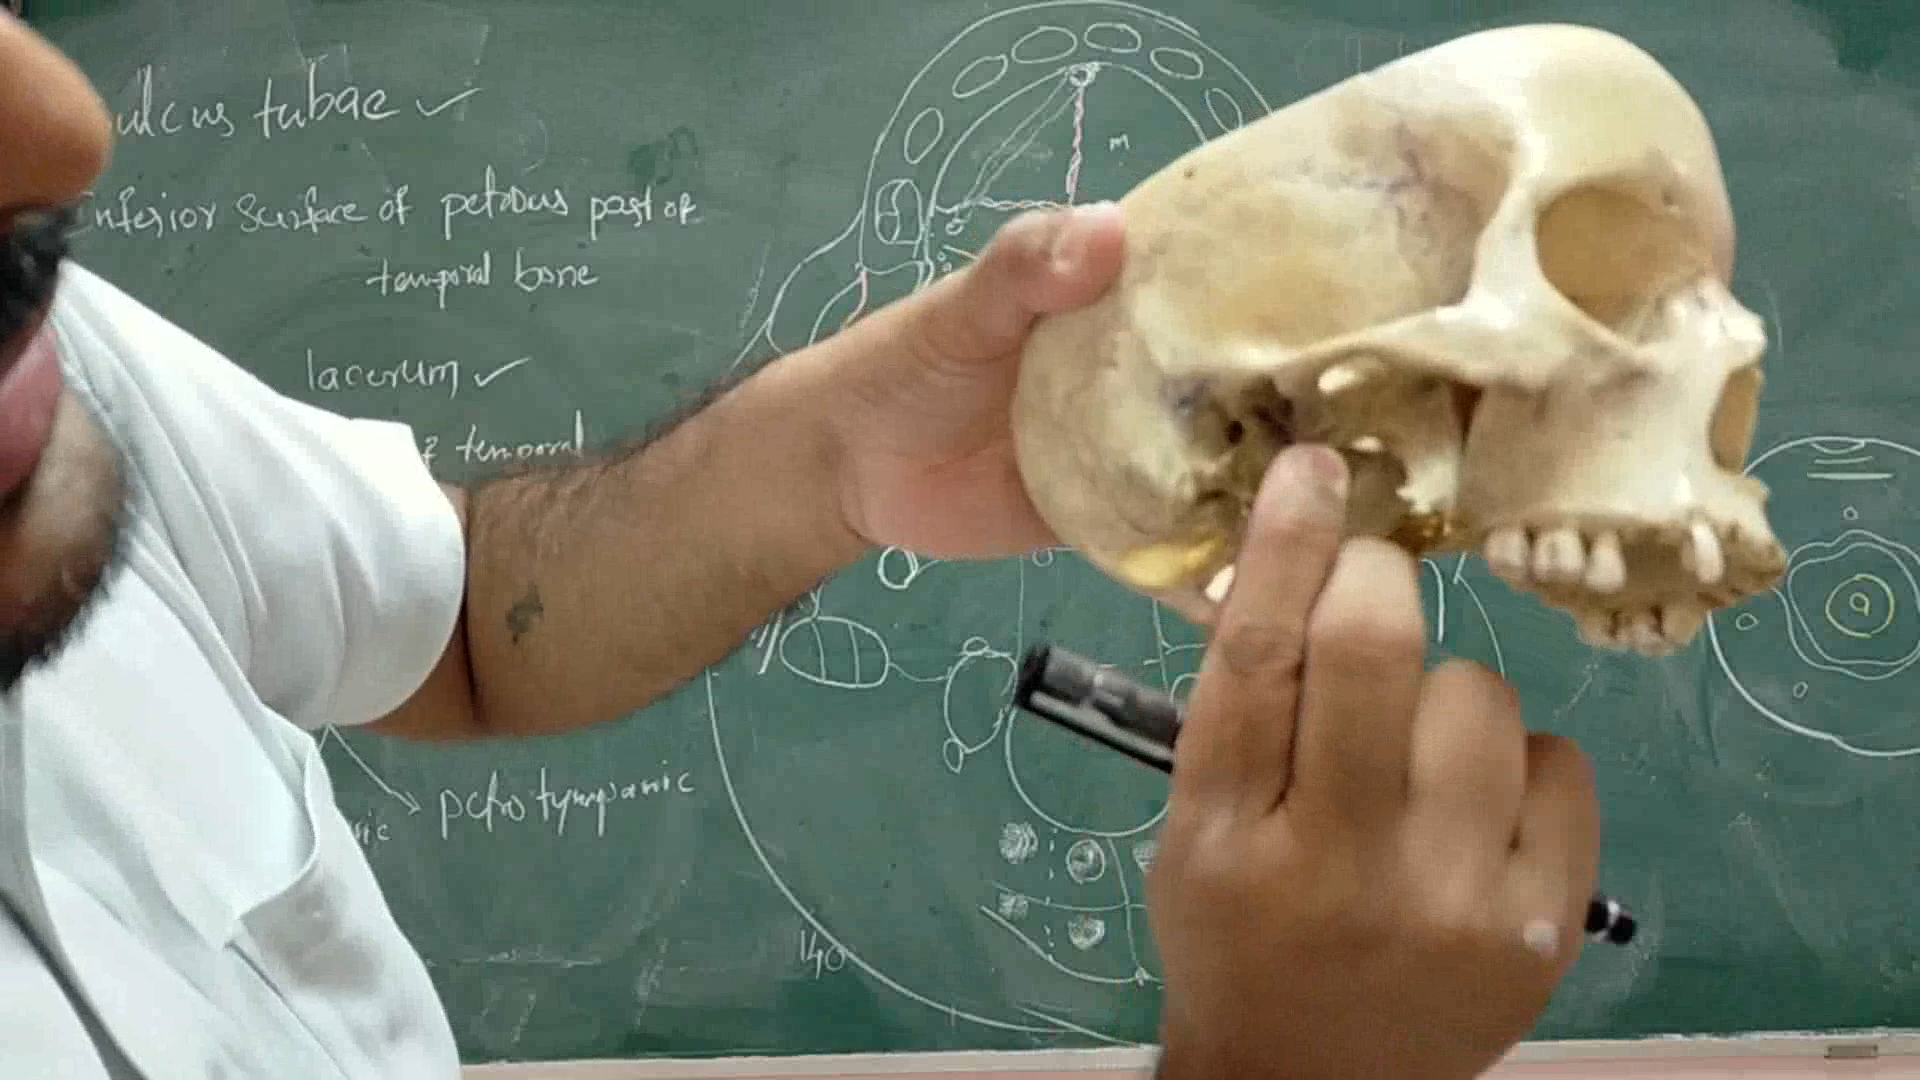 ulcus tubae ✓
Inferior Surface of petrous part of
temporal bone
lacerum ✓
temporal
petrotympanic
M
140